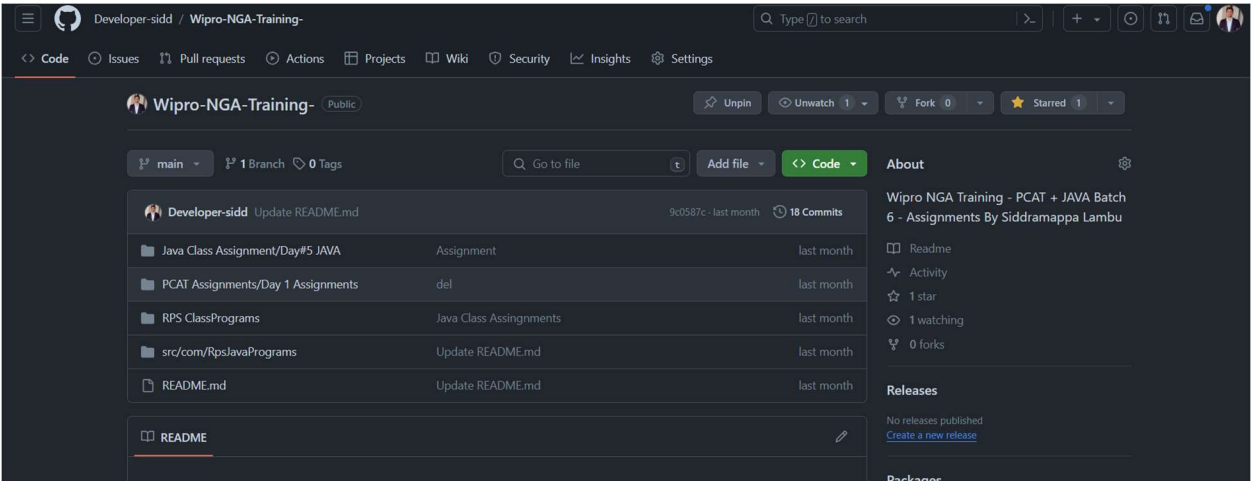 Developer-sidd / Wipro-NGA-Training-
Type / to search
Code Issues Pull requests Actions Projects Wiki Security Insights Settings
Wipro-NGA-Training- Public
Unpin Unwatch 1 Fork 0 Starred 1
main 1 Branch 0 Tags Go to file t Add file <> Code
Developer-sidd Update README.md 9c0587c · last month 18 Commits
Java Class Assignment/Day#5 JAVA Assignment last month
PCAT Assignments/Day 1 Assignments del last month
RPS ClassPrograms Java Class Assingnments last month
src/com/RpsJavaPrograms Update README.md last month
README.md Update README.md last month
README
About
Wipro NGA Training - PCAT + JAVA Batch
6 - Assignments By Siddramappa Lambu
Readme
Activity
1 star
1 watching
0 forks
Releases
No releases published
Create a new release
Packages